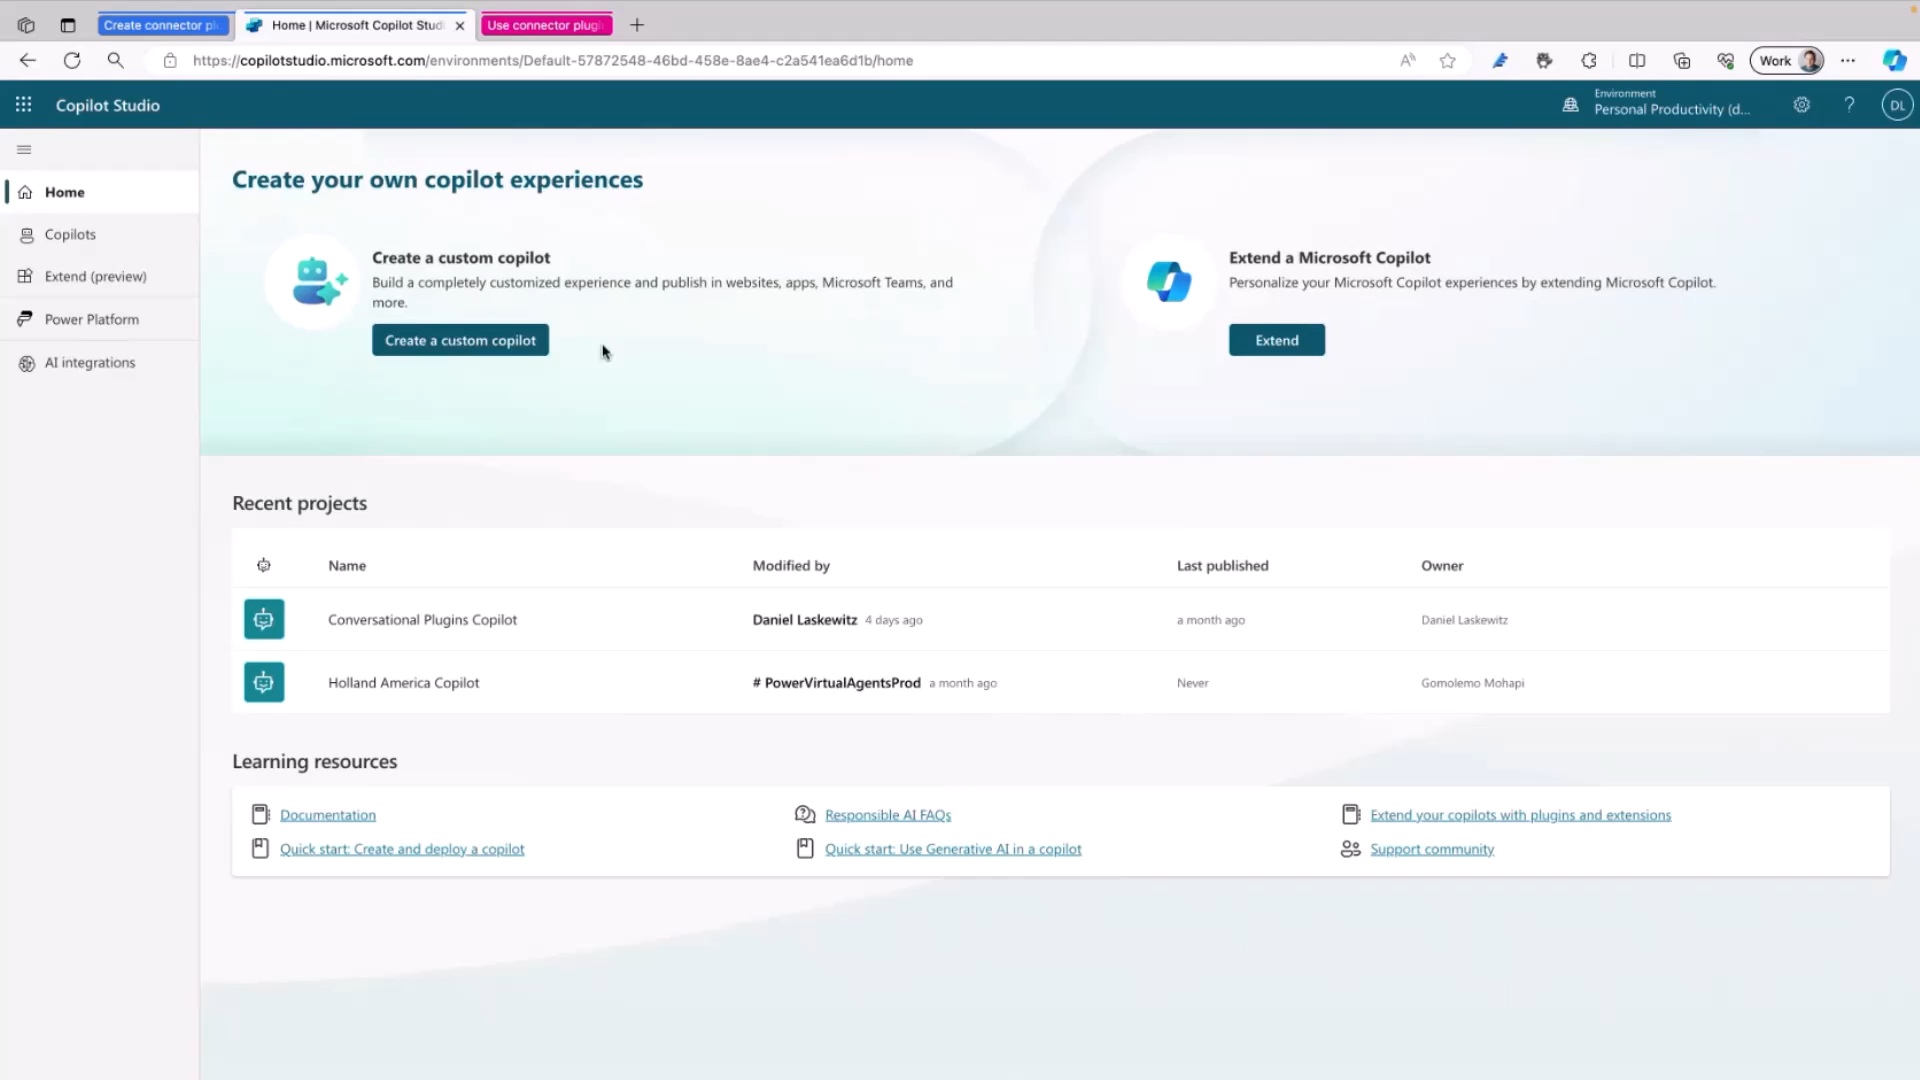 Create connector pl
Home | Microsoft Copilot Stud
Use connector plug
https://copilotstudio.microsoft.com/environments/Default-57872548-46bd-458e-8ae4-c2a541ea6d1b/home
Work
Copilot Studio
Environment
Personal Productivity (d...
DL
Home
Copilots
Extend (preview)
Power Platform
AI integrations
Create your own copilot experiences
Create a custom copilot
Build a completely customized experience and publish in websites, apps, Microsoft Teams, and
more.
Create a custom copilot
Extend a Microsoft Copilot
Personalize your Microsoft Copilot experiences by extending Microsoft Copilot.
Extend
Recent projects
Name Modified by Last published Owner
Conversational Plugins Copilot Daniel Laskewitz 4 days ago a month ago Daniel Laskewitz
Holland America Copilot # PowerVirtualAgentsProd a month ago Never Gomolemo Mohapi
Learning resources
Documentation Responsible AI FAQs Extend your copilots with plugins and extensions
Quick start: Create and deploy a copilot Quick start: Use Generative AI in a copilot Support community